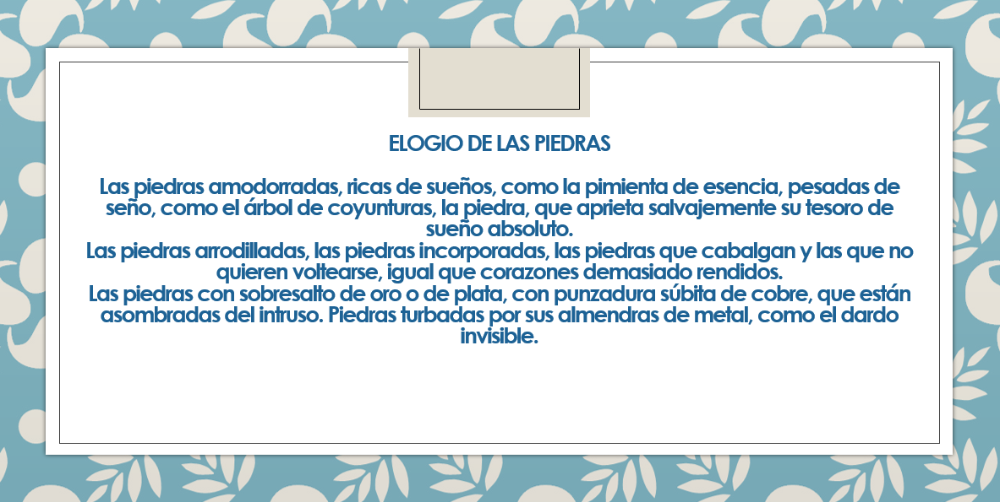 ELOGIO DE LAS PIEDRAS
Las piedras amodorradas, ricas de sueños, como la pimienta de esencia, pesadas de
seño, como el árbol de coyunturas, la piedra, que aprieta salvajemente su tesoro de
sueño absoluto.
Las piedras arrodilladas, las piedras incorporadas, las piedras que cabalgan y las que no
quieren voltearse, igual que corazones demasiado rendidos.
Las piedras con sobresalto de oro o de plata, con punzadura súbita de cobre, que están
asombradas del intruso. Piedras turbadas por sus almendras de metal, como el dardo
invisible.